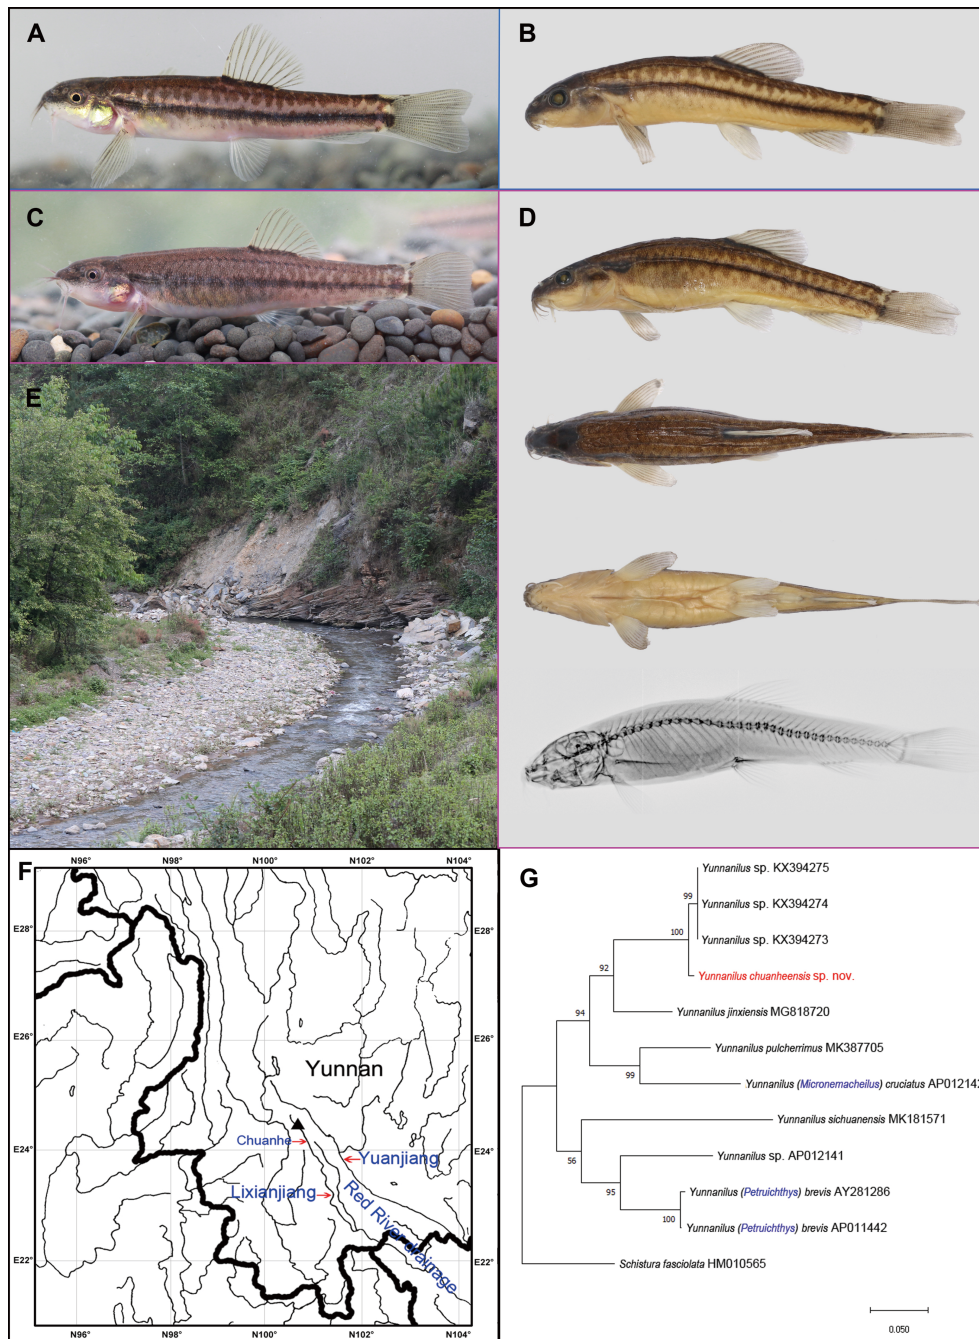 A
B
C
D
E
F
N96°
N98°
N100°
N102°
N104°
E28°
E28°
E26°
E26°
Yunnan
E24°
Chuanhe
Yuanjiang
E24°
Lixianjiang
Red River drainage
E22°
E22°
N96°
N98°
N100°
N102°
N104°
G
Yunnanilus sp. KX394275
99
Yunnanilus sp. KX394274
100
Yunnanilus sp. KX394273
92
Yunnanilus chuanheensis sp. nov.
94
Yunnanilus jinxiensis MG818720
Yunnanilus pulcherrimus MK387705
99
Yunnanilus (Micronemacheilus) cruciatus AP012142
Yunnanilus sichuanensis MK181571
56
Yunnanilus sp. AP012141
95
Yunnanilus (Petruichthys) brevis AY281286
100
Yunnanilus (Petruichthys) brevis AP011442
Schistura fasciolata HM010565
0.050